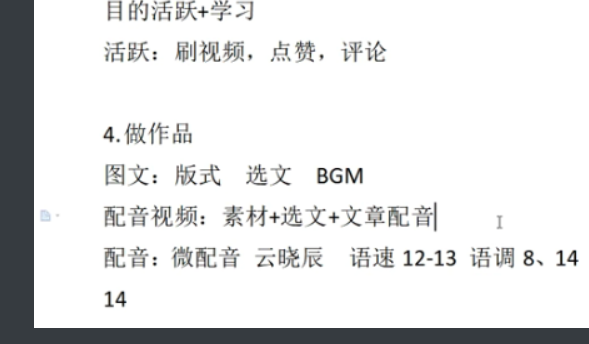 目的活跃+学习
活跃：刷视频，点赞，评论
4.做作品
图文：版式 选文 BGM
配音视频：素材+选文+文章配音
配音：微配音 云晓辰 语速 12-13 语调 8、14
14